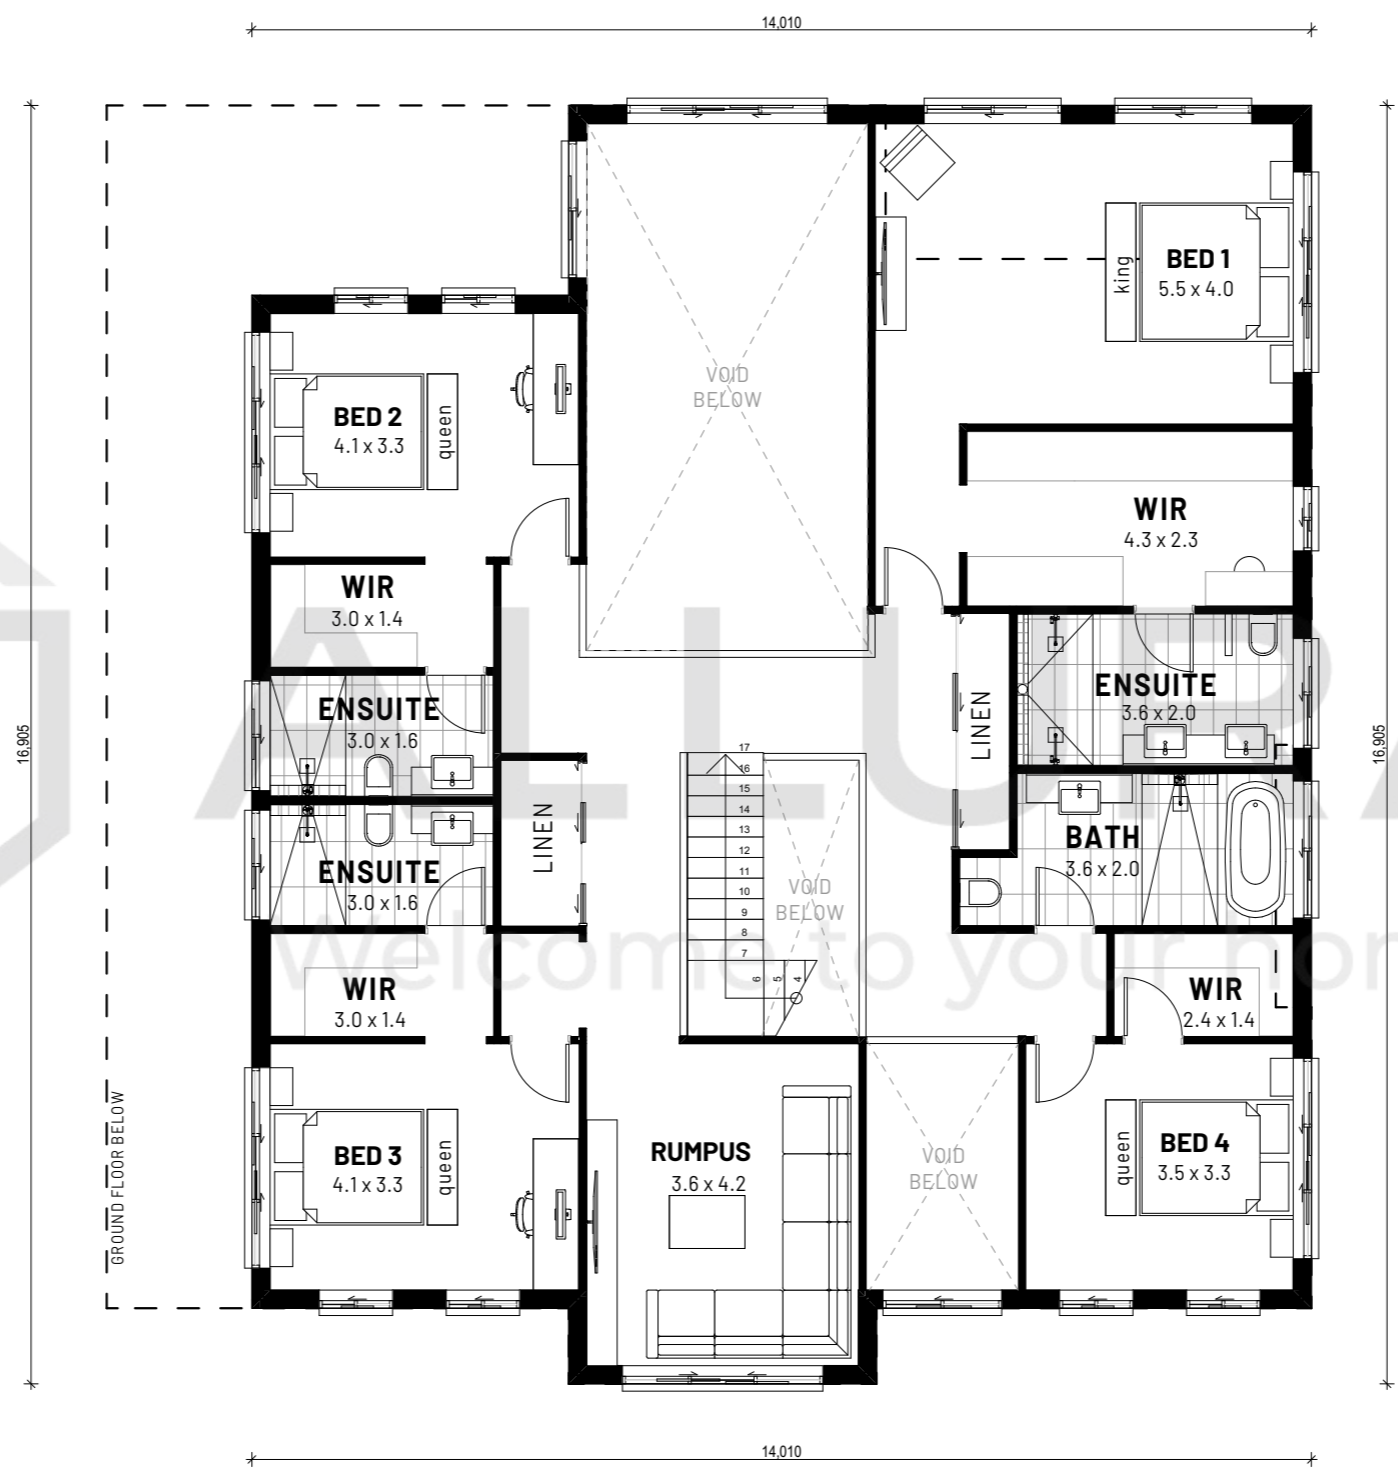 14,010
16,905
16,905
BED 1
5.5 x 4.0
king
VOID
BELOW
BED 2
4.1 x 3.3
queen
WIR
4.3 x 2.3
WIR
3.0 x 1.4
ENSUITE
3.6 x 2.0
ENSUITE
3.0 x 1.6
LINEN
LINEN
17
16
15
14
13
12
11
10
9
8
7
6
5
4
ALLURA
BATH
3.6 x 2.0
ENSUITE
3.0 x 1.6
VOID
BELOW
Welcome to your hom
WIR
3.0 x 1.4
WIR
2.4 x 1.4
GROUND FLOOR BELOW
BED 3
4.1 x 3.3
queen
RUMPUS
3.6 x 4.2
VOID
BELOW
queen
BED 4
3.5 x 3.3
14,010